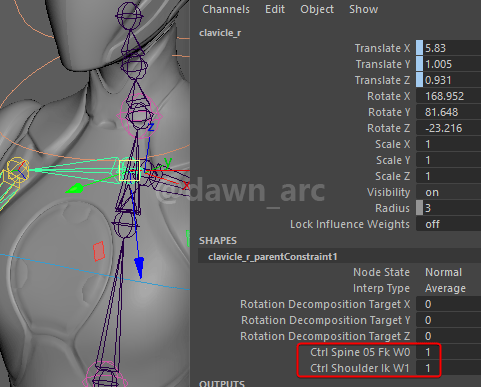 Channels Edit Object Show
clavicle_r
Translate X 5.83
Translate Y 1.005
Translate Z 0.931
Rotate X 168.952
Rotate Y 81.648
Rotate Z -23.216
Scale X 1
Scale Y 1
Scale Z 1
Visibility on
Radius 3
Lock Influence Weights off
SHAPES
clavicle_r_parentConstraint1
Node State Normal
Interp Type Average
Rotation Decomposition Target X 0
Rotation Decomposition Target Y 0
Rotation Decomposition Target Z 0
Ctrl Spine 05 Fk W0 1
Ctrl Shoulder Ik W1 1
OUTPUTS
z
y
@dawn_arc